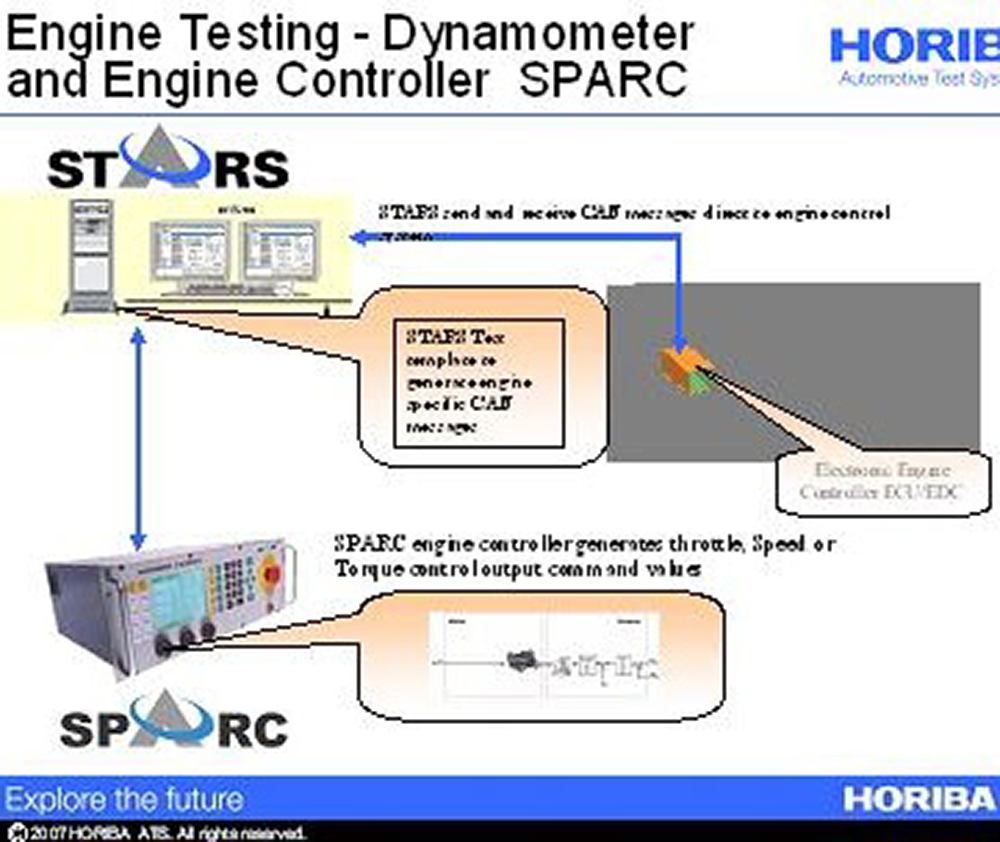 Engine Testing - Dynamometer
and Engine Controller SPARC
HORIB
Automotive Test Sys
STARS
STARS send and receive CAN messages direct to engine control
system
STARS Test
template to
generate engine
specific CAN
messages
Electronic Engine
Controller ECU/EDC
SPARC engine controller generates throttle, Speed or
Torque control output command values
SPARC
Explore the future
HORIBA
2007 HORIBA ATS. All rights reserved.